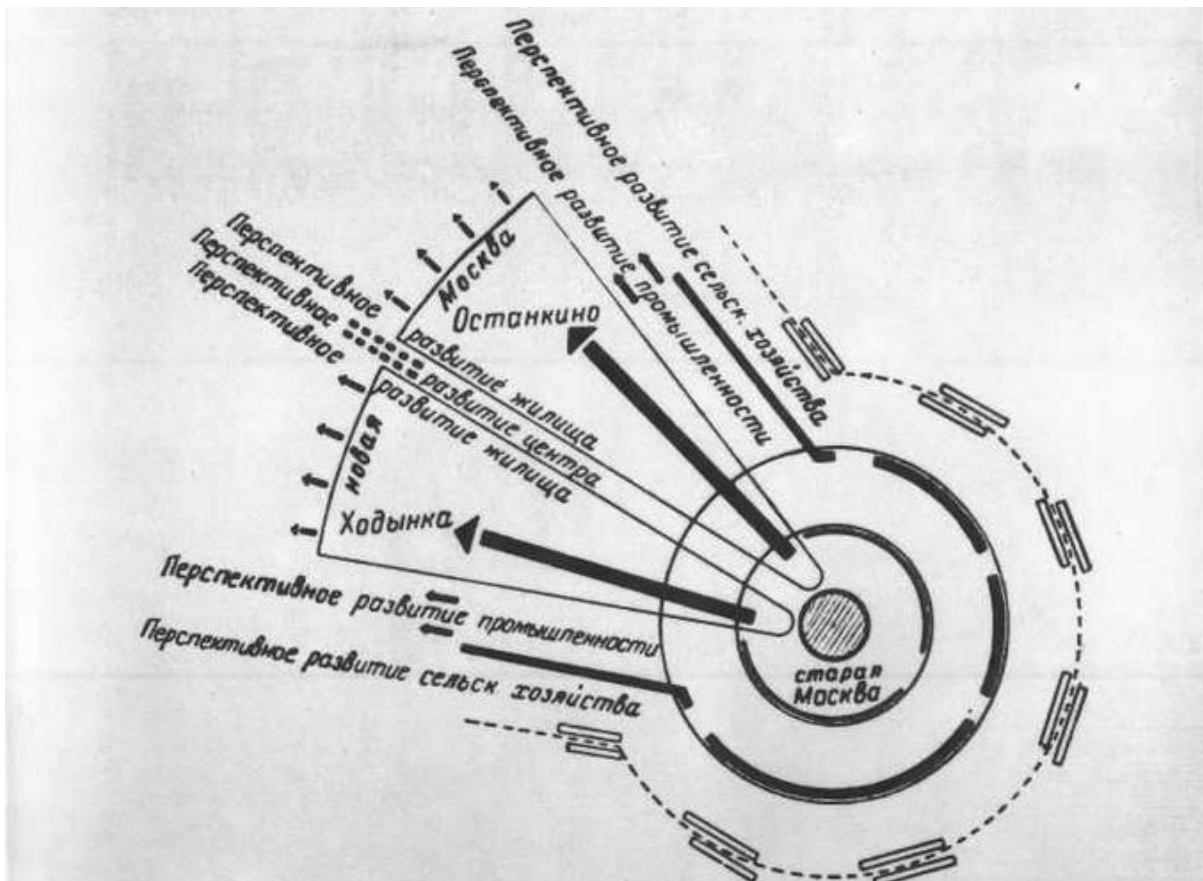 Перспективное развитие сельск. хозяйства
Перспективное развитие промышленности
Москва
Останкино
Перспективное развитие жилища
Перспективное развитие центра
Перспективное развитие жилища
новая
Ходынка
Перспективное развитие промышленности
Перспективное развитие сельск хозяйства
старая
Москва